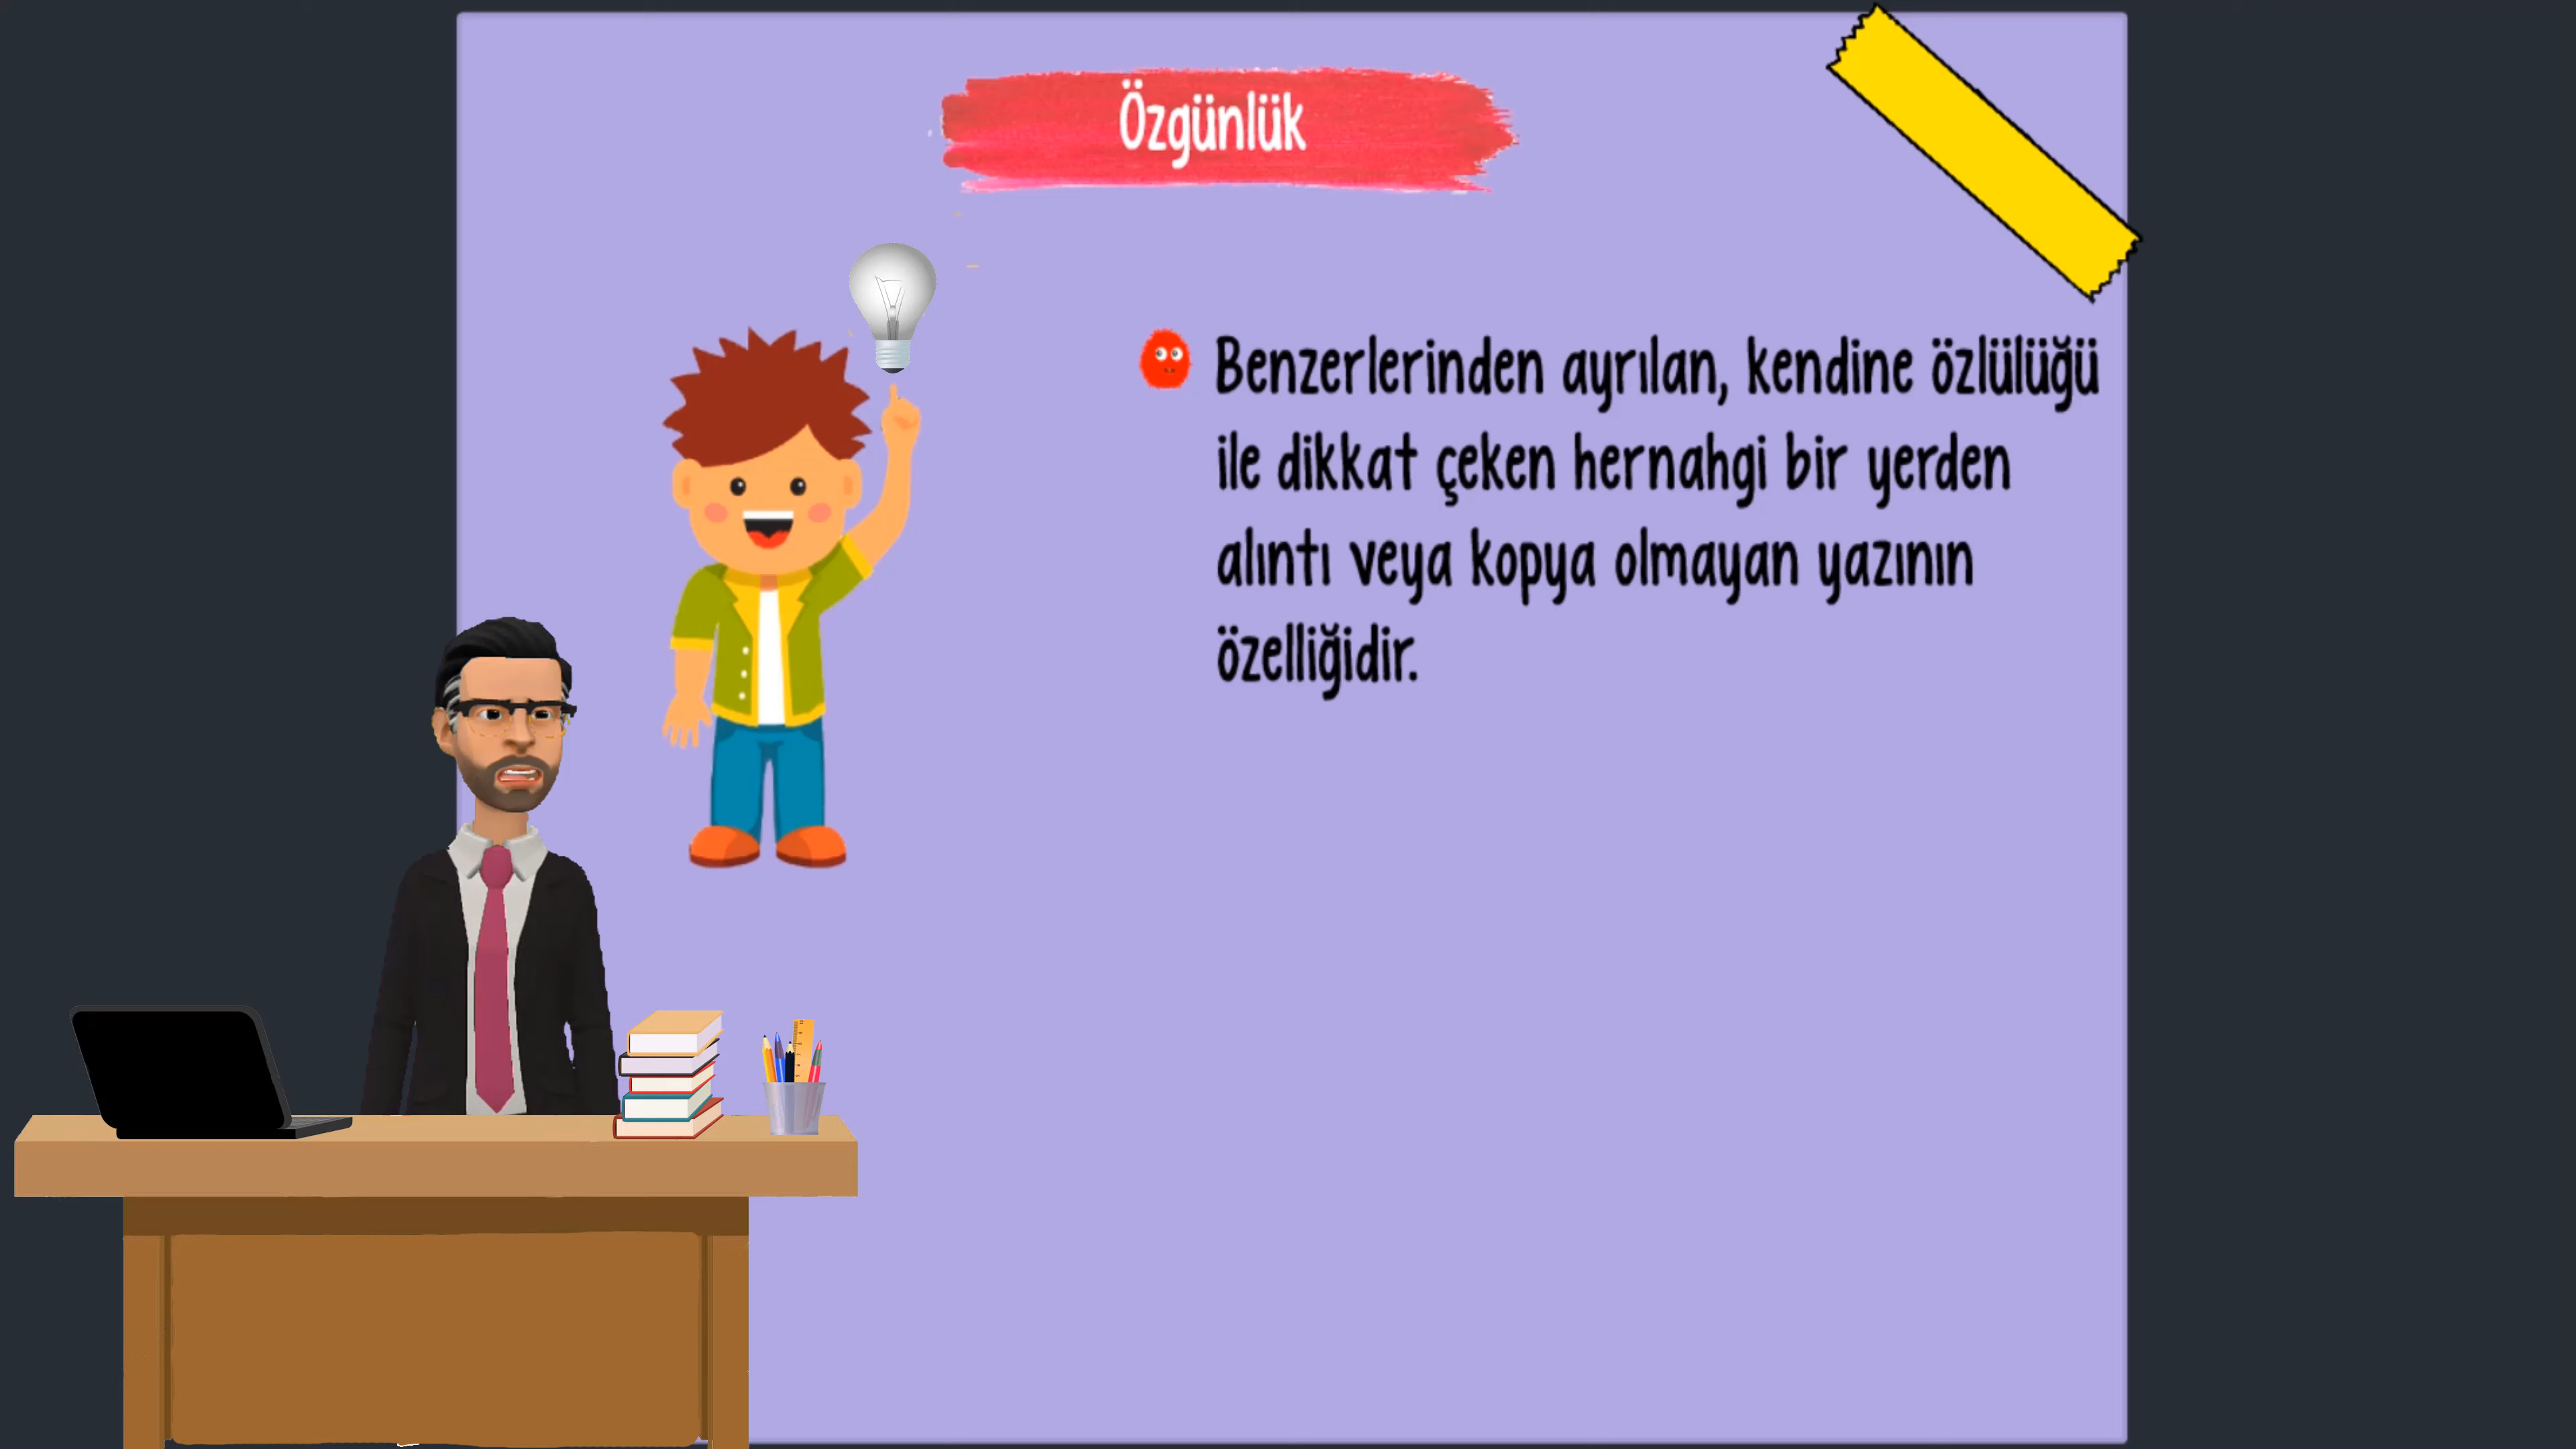 Özgünlük
Benzerlerinden ayrılan, kendine özlülüğü
ile dikkat çeken hernahgi bir yerden
alıntı veya kopya olmayan yazının
özelliğidir.